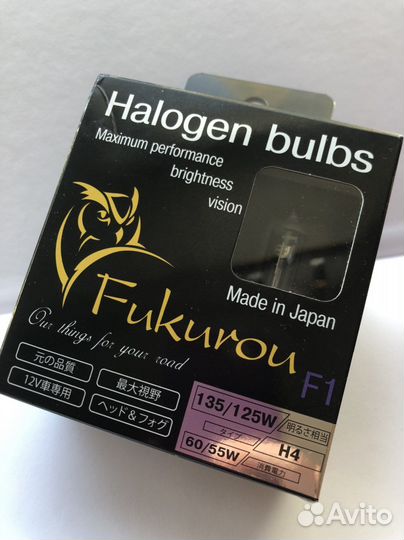 Halogen bulbs
Maximum performance
brightness
vision
Made in Japan
Fukurou
Our things for your road
F1
元の品質
最大視野
12V車専用
ヘッド&フォグ
135/125W
明るさ相当
タイプ
H4
60/55W
消費電力
Avito